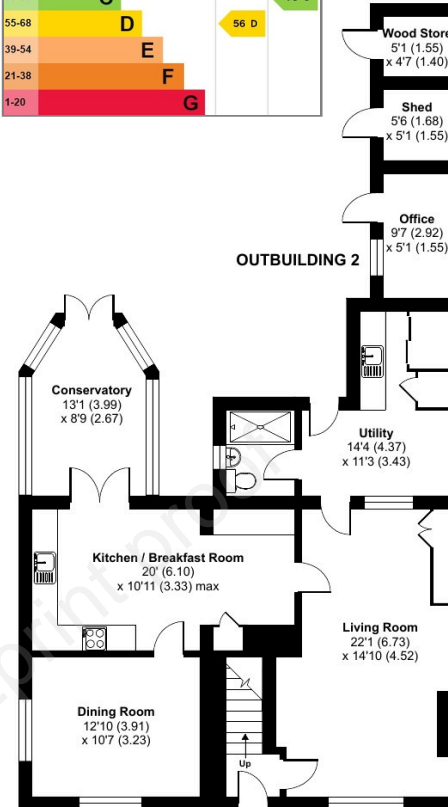 55-68 D 56 D
39-54 E
21-38 F
1-20 G
Wood Store
5'1 (1.55)
x 4'7 (1.40)
Shed
5'6 (1.68)
x 5'1 (1.55)
Office
9'7 (2.92)
x 5'1 (1.55)
OUTBUILDING 2
Conservatory
13'1 (3.99)
x 8'9 (2.67)
Utility
14'4 (4.37)
x 11'3 (3.43)
Kitchen / Breakfast Room
20' (6.10)
x 10'11 (3.33) max
Living Room
22'1 (6.73)
x 14'10 (4.52)
Dining Room
12'10 (3.91)
x 10'7 (3.23)
Up
print proof